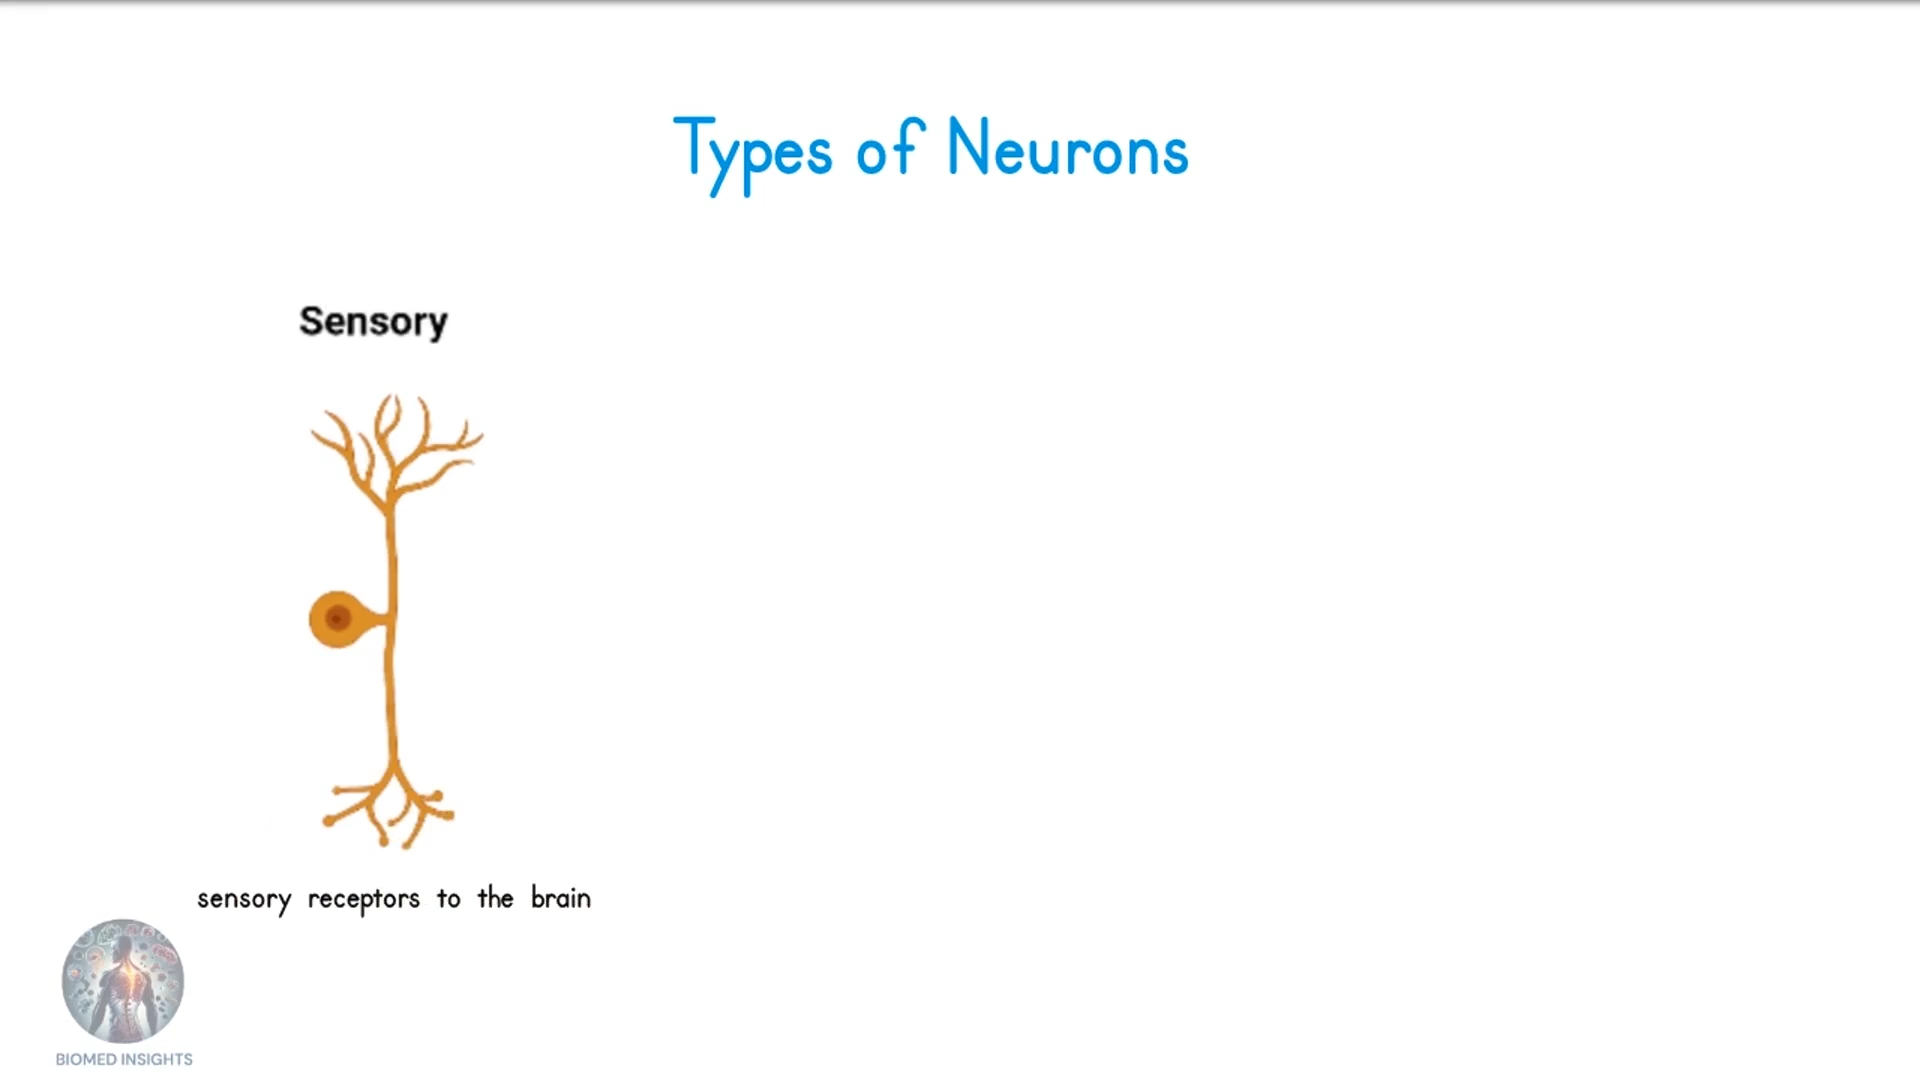 Types of Neurons
Sensory
sensory receptors to the brain
BIOMED INSIGHTS